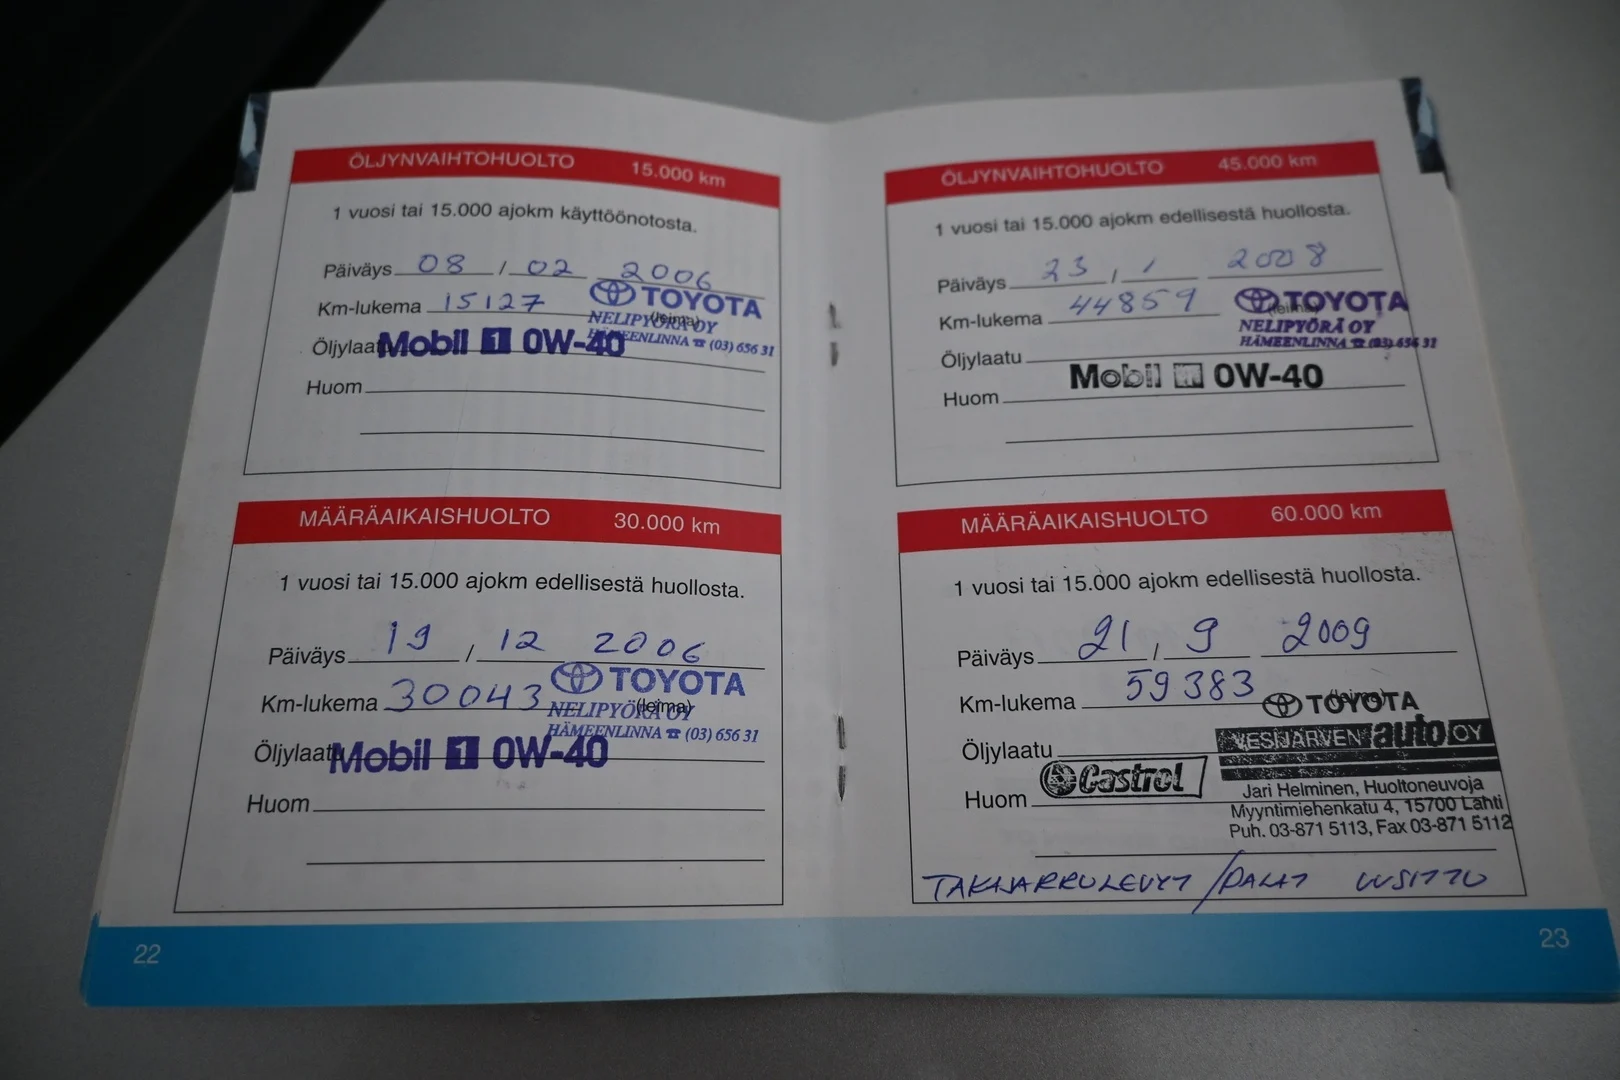 ÖLJYNVAIHTOHUOLTO 15.000 km
1 vuosi tai 15.000 ajokm käyttöönotosta.
Päiväys 08 / 02 2006
Km-lukema 15127
(leima)
TOYOTA
NELIPYÖRÄ OY
HÄMEENLINNA ☎ (03) 656 31
Öljylaatu Mobil 1 0W-40
Huom
MÄÄRÄAIKAISHUOLTO 30.000 km
1 vuosi tai 15.000 ajokm edellisestä huollosta.
Päiväys 19 / 12 2006
Km-lukema 30043
(leima)
TOYOTA
NELIPYÖRÄ OY
HÄMEENLINNA ☎ (03) 656 31
Öljylaatu Mobil 1 0W-40
Huom
22
ÖLJYNVAIHTOHUOLTO 45.000 km
1 vuosi tai 15.000 ajokm edellisestä huollosta.
Päiväys 23 / 1 2008
Km-lukema 44859
(leima)
TOYOTA
NELIPYÖRÄ OY
HÄMEENLINNA ☎ (03) 656 31
Öljylaatu
Mobil 1 0W-40
Huom
MÄÄRÄAIKAISHUOLTO 60.000 km
1 vuosi tai 15.000 ajokm edellisestä huollosta.
Päiväys 21 / 9 2009
Km-lukema 59383
(leima)
TOYOTA
VESIJÄRVEN auto OY
Öljylaatu
Castrol
Jari Helminen, Huoltoneuvoja
Huom
Myyntimiehenkatu 4, 15700 Lahti
Puh. 03-871 5113, Fax 03-871 5112
TAKAJARRULEVYT / PALAT UUSITTU
23